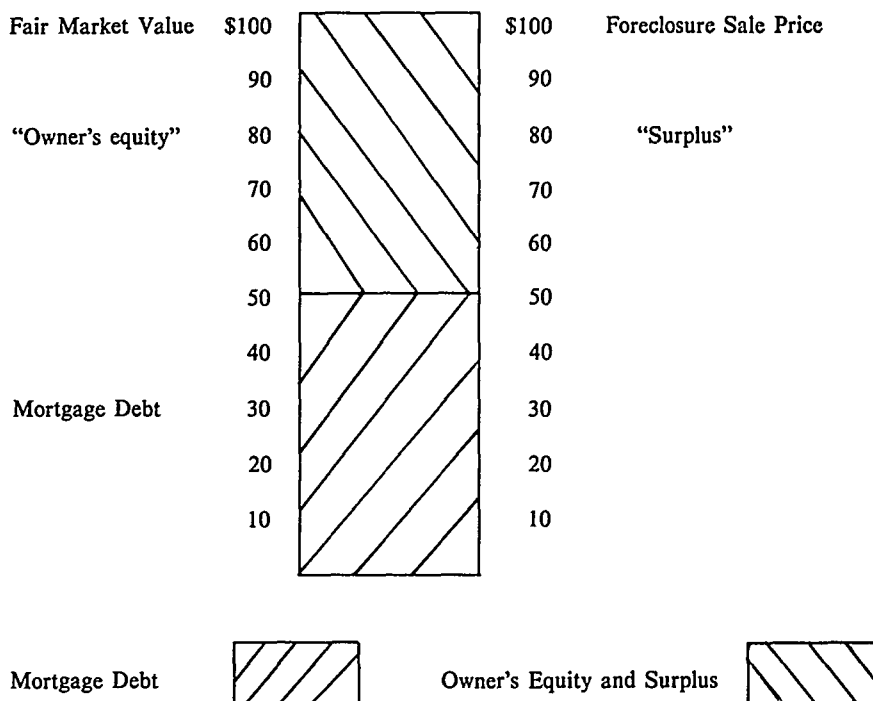 Fair Market Value $100 $100 Foreclosure Sale Price
90 90
"Owner's equity" 80 80 "Surplus"
70 70
60 60
50 50
40 40
Mortgage Debt 30 30
20 20
10 10
Mortgage Debt Owner's Equity and Surplus